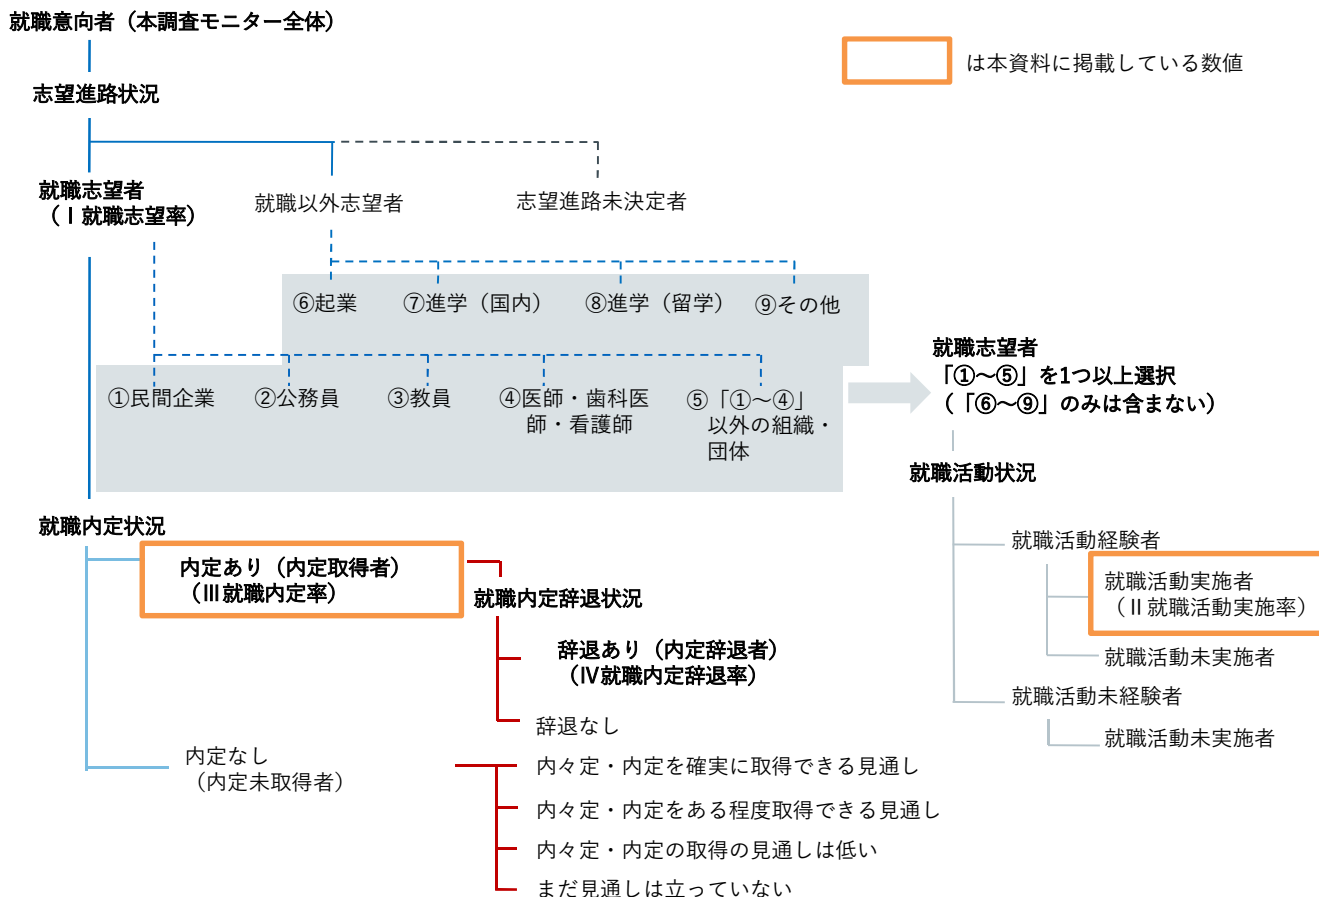 就職意向者（本調査モニター全体）
は本資料に掲載している数値
志望進路状況
就職志望者
（Ⅰ就職志望率）
就職以外志望者
志望進路未決定者
⑥起業
⑦進学（国内）
⑧進学（留学）
⑨その他
①民間企業
②公務員
③教員
④医師・歯科医
師・看護師
⑤「①～④」
以外の組織・
団体
就職志望者
「①～⑤」を1つ以上選択
（「⑥～⑨」のみは含まない）
就職活動状況
就職活動経験者
就職活動実施者
（Ⅱ就職活動実施率）
就職活動未実施者
就職活動未経験者
就職活動未実施者
就職内定状況
内定あり（内定取得者）
（Ⅲ就職内定率）
就職内定辞退状況
辞退あり（内定辞退者）
（Ⅳ就職内定辞退率）
辞退なし
内定なし
（内定未取得者）
内々定・内定を確実に取得できる見通し
内々定・内定をある程度取得できる見通し
内々定・内定の取得の見通しは低い
まだ見通しは立っていない